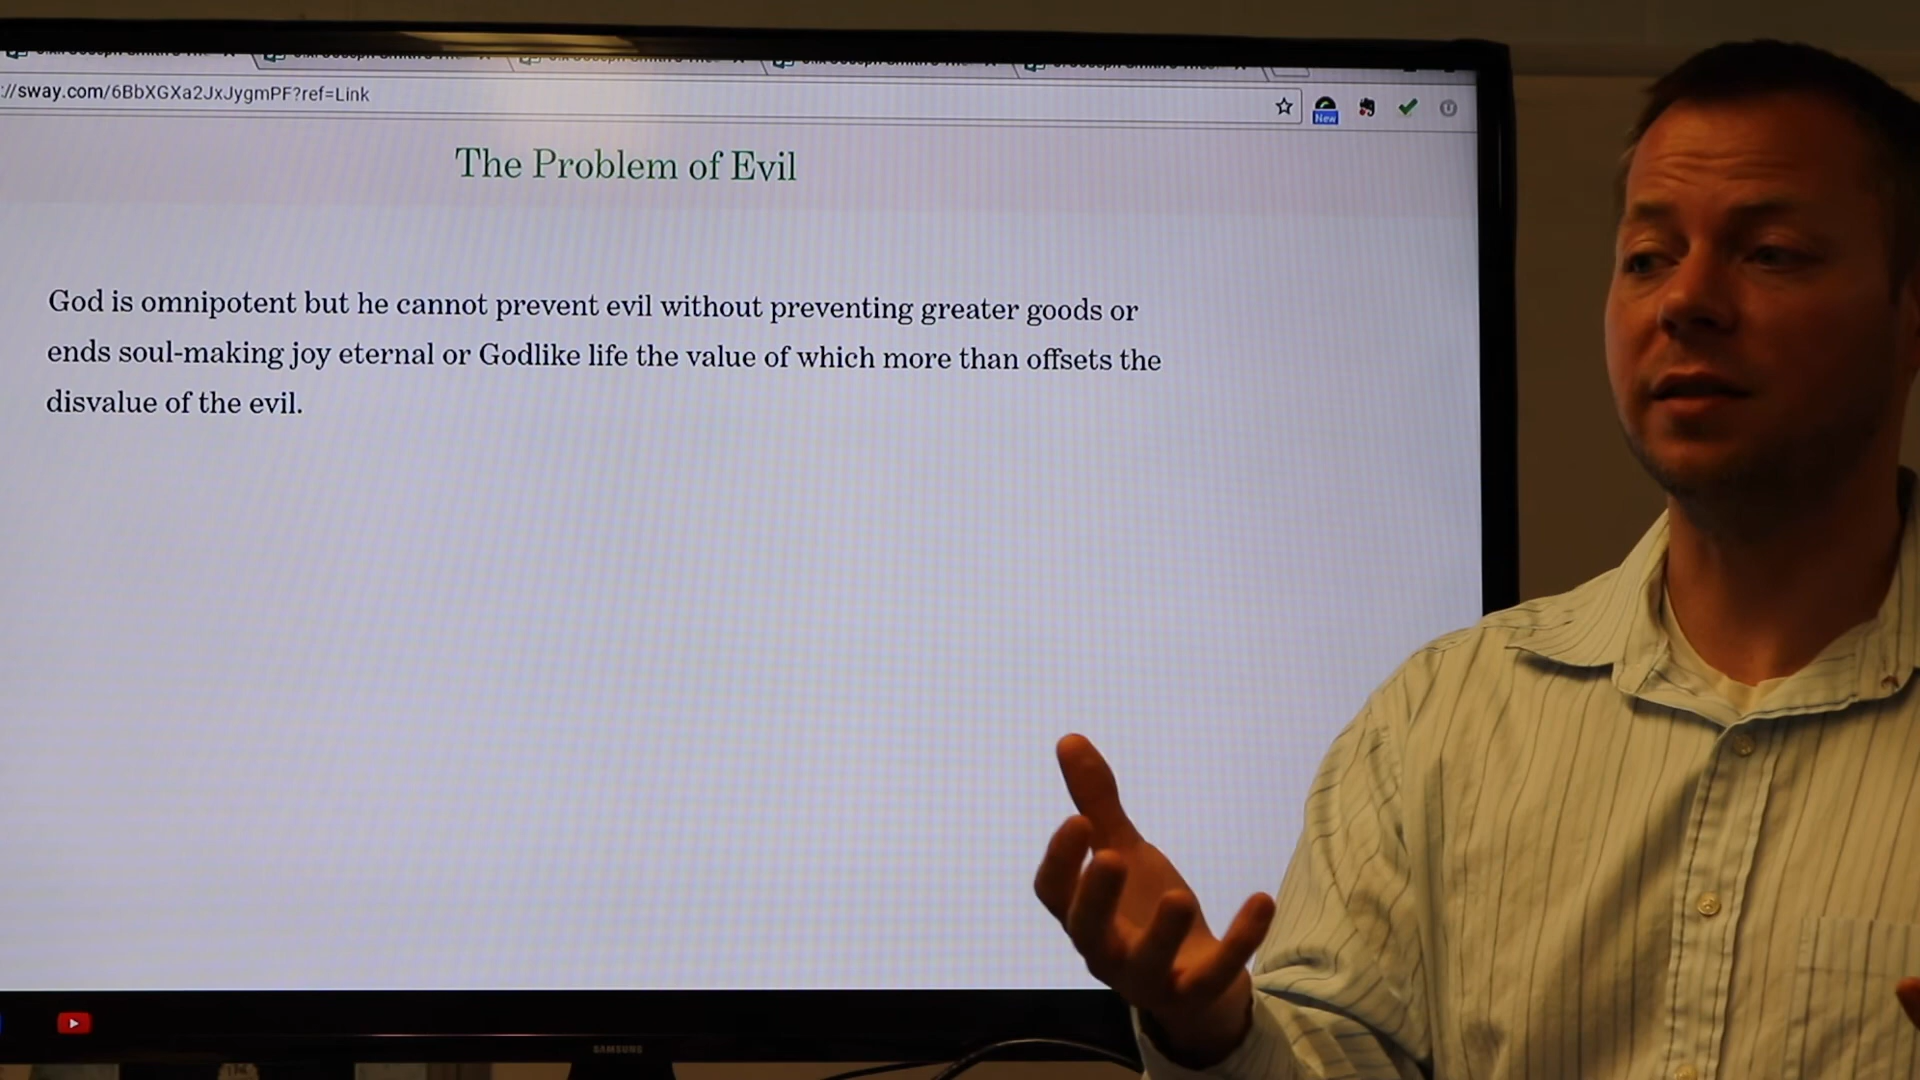 ://sway.com/6BbXGXa2JxJygmPF?ref=Link
New
The Problem of Evil
God is omnipotent but he cannot prevent evil without preventing greater goods or
ends soul-making joy eternal or Godlike life the value of which more than offsets the
disvalue of the evil.
SAMSUNG